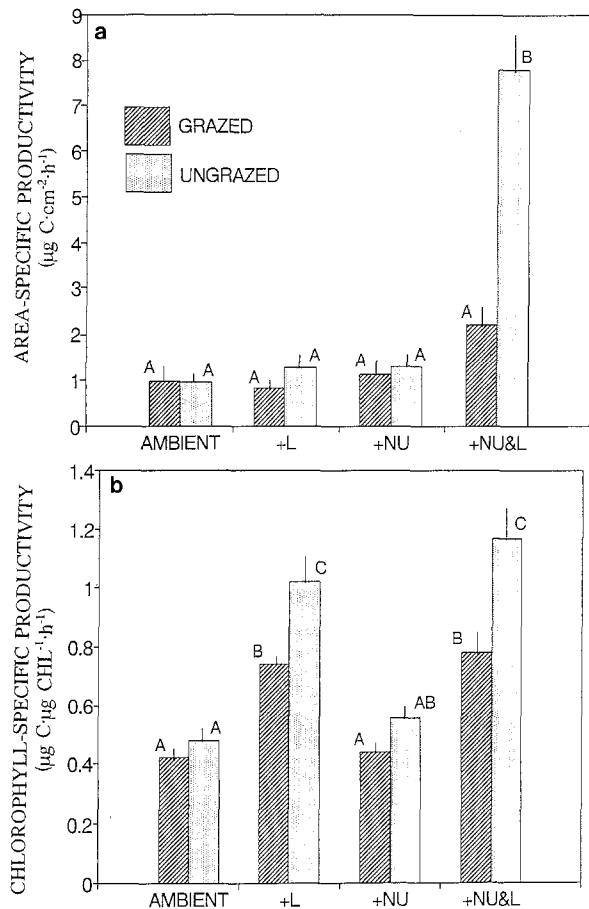 a
9
8
7
6
5
4
3
2
1
0
AREA-SPECIFIC PRODUCTIVITY
(µg C·cm⁻²·h⁻¹)
GRAZED
UNGRAZED
A A A A A A A B
AMBIENT +L +NU +NU&L
b
1.4
1.2
1
0.8
0.6
0.4
0.2
0
CHLOROPHYLL-SPECIFIC PRODUCTIVITY
(µg C·µg CHL⁻¹·h⁻¹)
A A B C A AB B C
AMBIENT +L +NU +NU&L